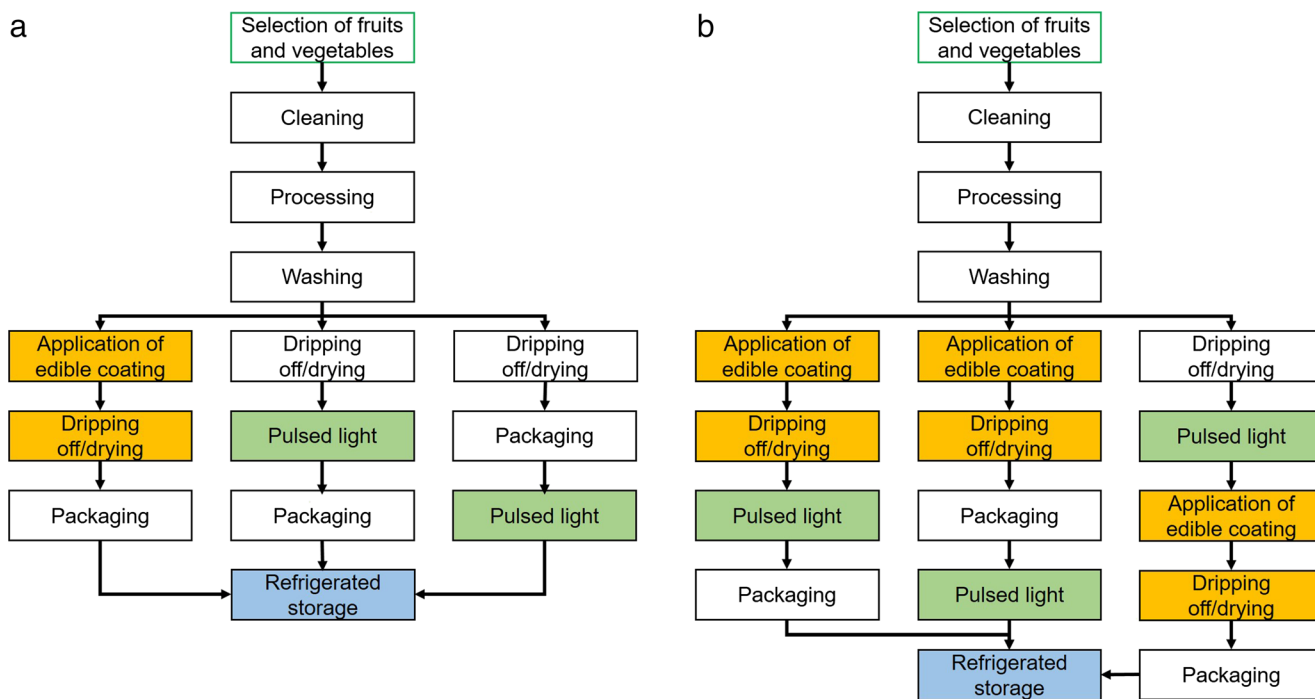 a
Selection of fruits
and vegetables
Cleaning
Processing
Washing
Application of
edible coating
Dripping
off/drying
Packaging
Dripping
off/drying
Pulsed light
Packaging
Dripping
off/drying
Packaging
Pulsed light
Refrigerated
storage
b
Selection of fruits
and vegetables
Cleaning
Processing
Washing
Application of
edible coating
Dripping
off/drying
Pulsed light
Packaging
Application of
edible coating
Dripping
off/drying
Packaging
Pulsed light
Dripping
off/drying
Pulsed light
Application of
edible coating
Dripping
off/drying
Packaging
Refrigerated
storage